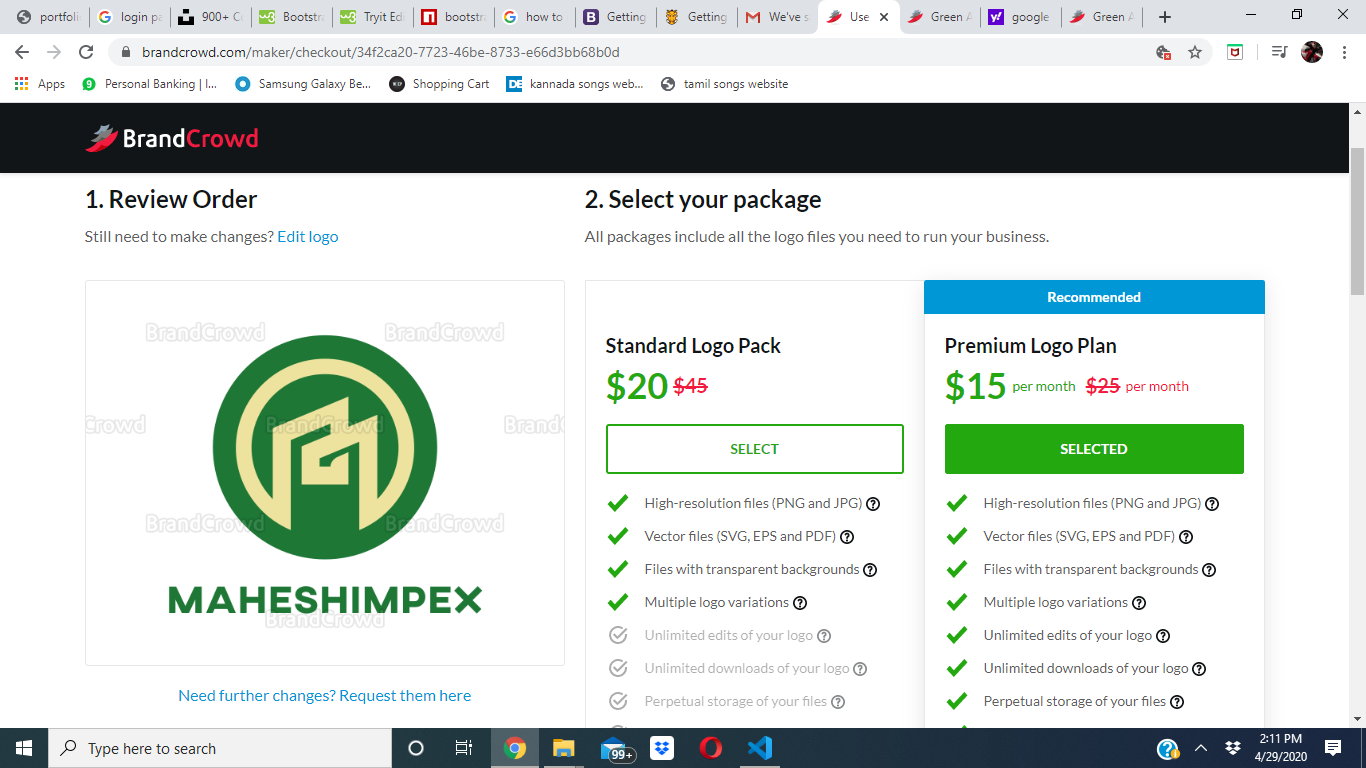 portfoli
login pa
900+ C
Bootstra
Tryit Edi
bootstra
how to
Getting
Getting
We've s
Use
Green A
google
Green A
brandcrowd.com/maker/checkout/34f2ca20-7723-46be-8733-e66d3bb68b0d
Apps
Personal Banking | I...
Samsung Galaxy Be...
Shopping Cart
kannada songs web...
tamil songs website
BrandCrowd
1. Review Order
Still need to make changes? Edit logo
BrandCrowd BrandCrowd
Crowd BrandCrowd Brand
BrandCrowd BrandCrowd
MAHESHIMPEX
BrandCrowd
Need further changes? Request them here
2. Select your package
All packages include all the logo files you need to run your business.
Standard Logo Pack
$20 $45
SELECT
High-resolution files (PNG and JPG)
Vector files (SVG, EPS and PDF)
Files with transparent backgrounds
Multiple logo variations
Unlimited edits of your logo
Unlimited downloads of your logo
Perpetual storage of your files
Recommended
Premium Logo Plan
$15 per month $25 per month
SELECTED
High-resolution files (PNG and JPG)
Vector files (SVG, EPS and PDF)
Files with transparent backgrounds
Multiple logo variations
Unlimited edits of your logo
Unlimited downloads of your logo
Perpetual storage of your files
Type here to search
99+
2:11 PM
4/29/2020